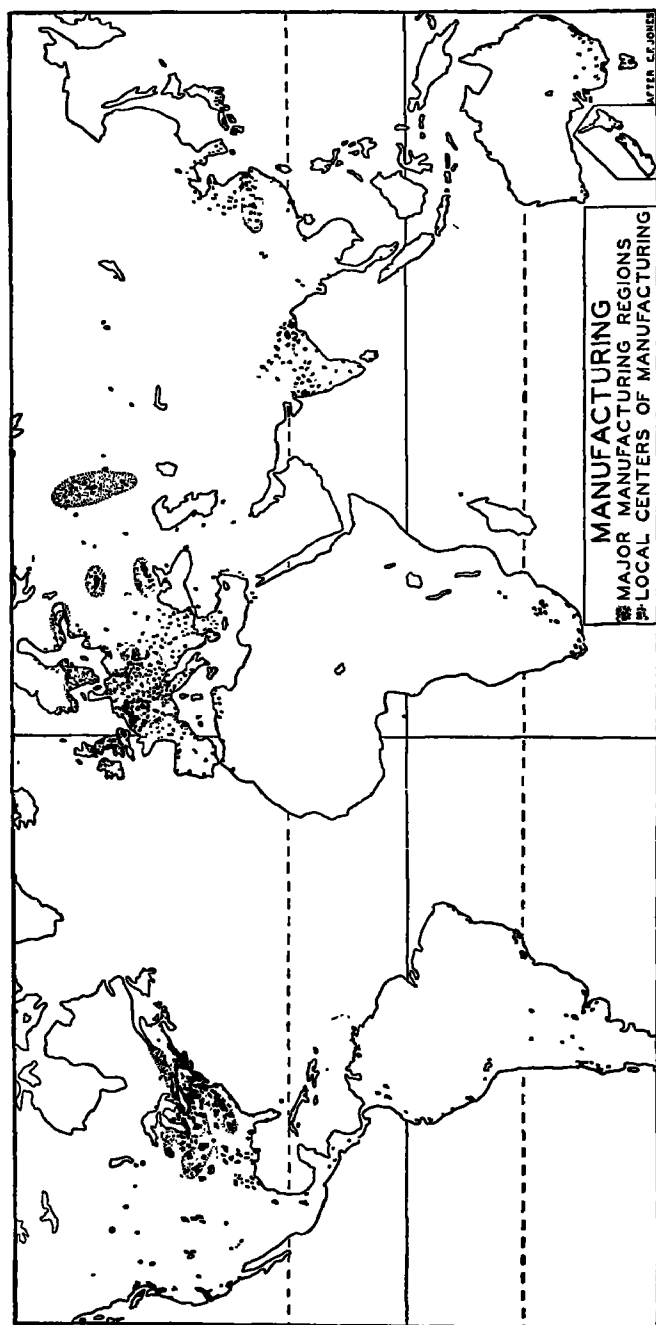 MANUFACTURING
MAJOR MANUFACTURING REGIONS
LOCAL CENTERS OF MANUFACTURING
AFTER C.F. JONES